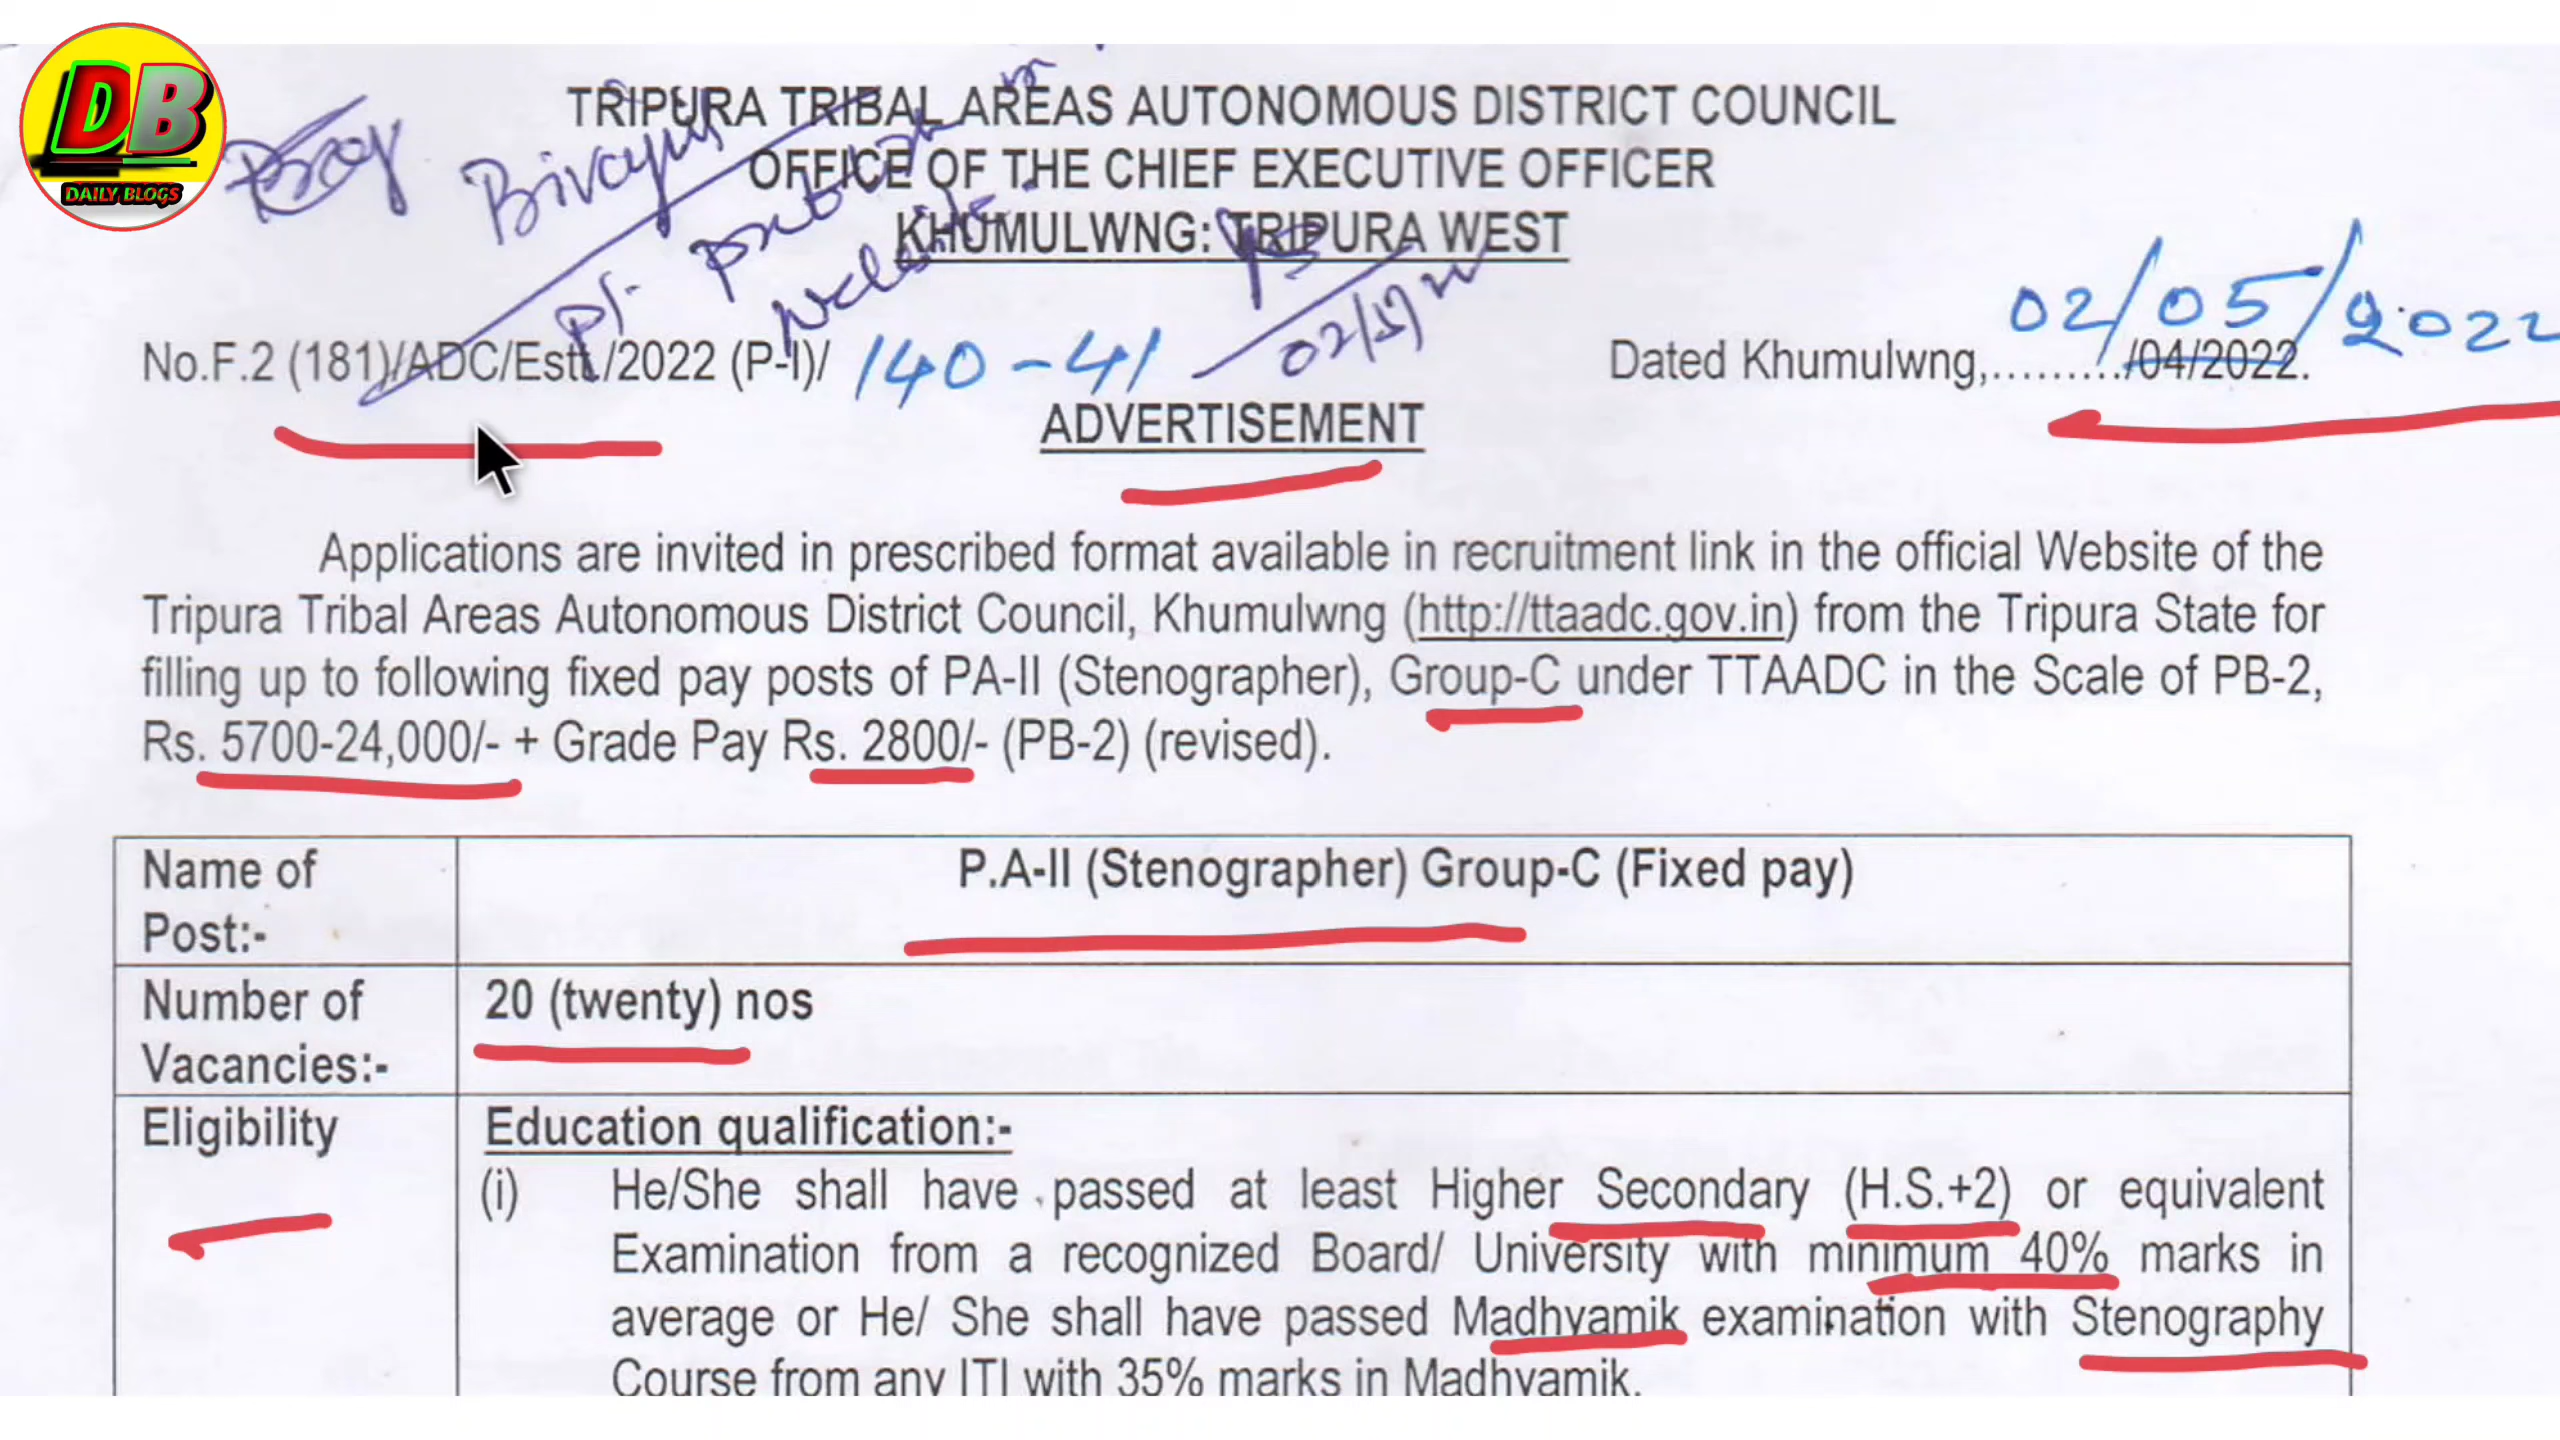 DB
DAILY BLOGS
TRIPURA TRIBAL AREAS AUTONOMOUS DISTRICT COUNCIL
OFFICE OF THE CHIEF EXECUTIVE OFFICER
KHUMULWNG: TRIPURA WEST
02/05/2022
No.F.2 (181)/ADC/Estt./2022 (P-I)/ 140-41
Dated Khumulwng,........./04/2022.
ADVERTISEMENT
Applications are invited in prescribed format available in recruitment link in the official Website of the
Tripura Tribal Areas Autonomous District Council, Khumulwng (http://ttaadc.gov.in) from the Tripura State for
filling up to following fixed pay posts of PA-II (Stenographer), Group-C under TTAADC in the Scale of PB-2,
Rs. 5700-24,000/- + Grade Pay Rs. 2800/- (PB-2) (revised).
Name of Post:-
P.A-II (Stenographer) Group-C (Fixed pay)
Number of Vacancies:-
20 (twenty) nos
Eligibility
Education qualification:-
(i) He/She shall have passed at least Higher Secondary (H.S.+2) or equivalent
Examination from a recognized Board/ University with minimum 40% marks in
average or He/ She shall have passed Madhyamik examination with Stenography
Course from any ITI with 35% marks in Madhyamik.